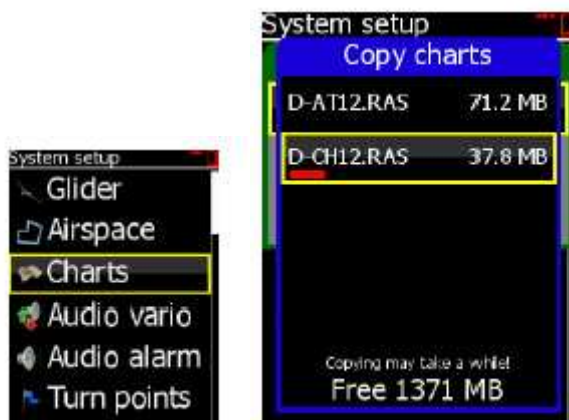 System setup
Glider
Airspace
Charts
Audio vario
Audio alarm
Turn points
System setup
Copy charts
D-AT12.RAS 71.2 MB
D-CH12.RAS 37.8 MB
Copying may take a while!
Free 1371 MB